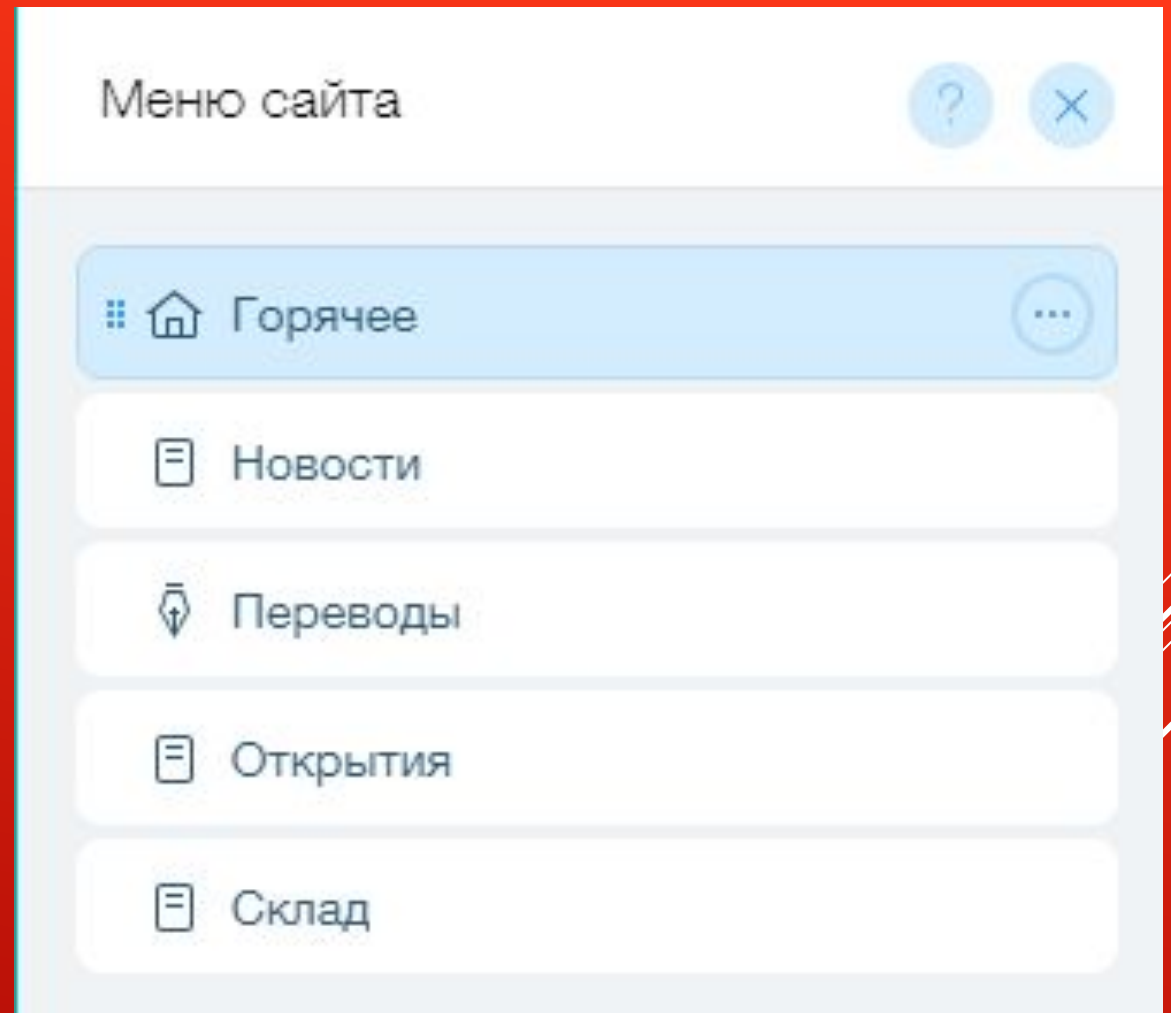 Меню сайта
?
Горячее
Новости
Переводы
Открытия
Склад